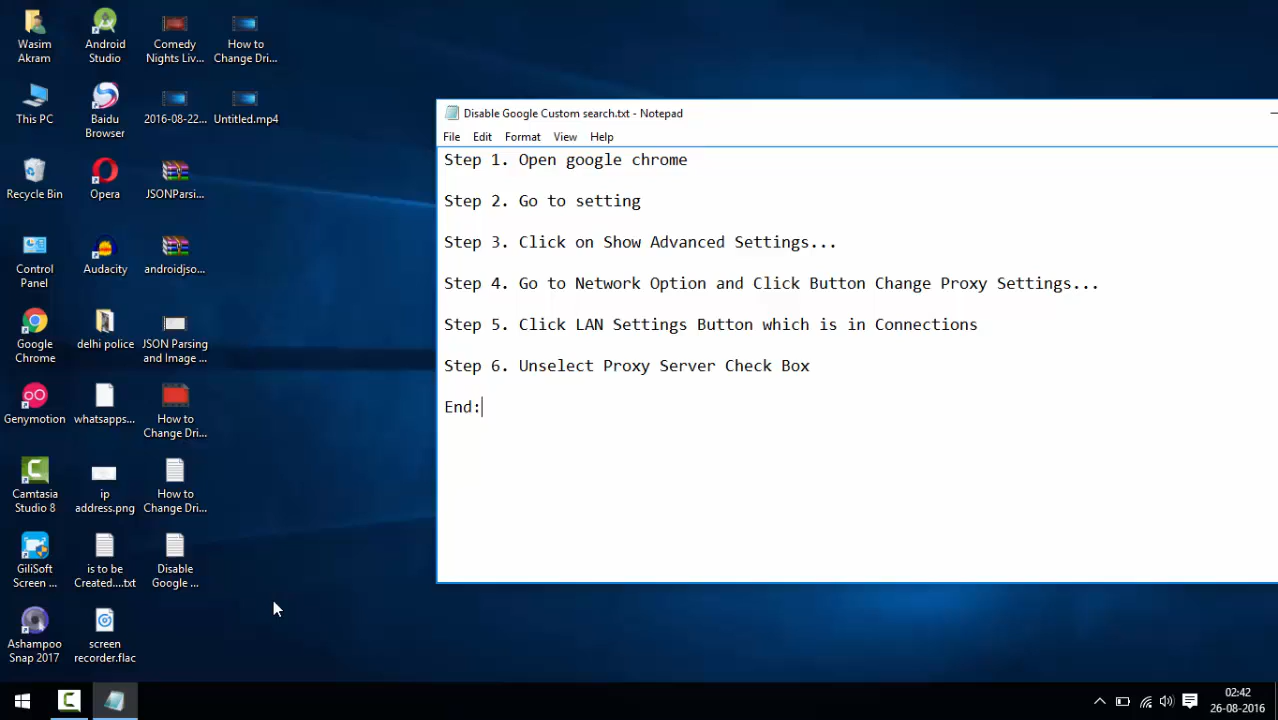 Wasim
Akram
Android
Studio
Comedy
Nights Liv...
How to
Change Dri...
This PC
Baidu
Browser
2016-08-22...
Untitled.mp4
Recycle Bin
Opera
JSONParsi...
Control
Panel
Audacity
androidjso...
Google
Chrome
delhi police
JSON Parsing
and Image ...
Genymotion
whatsapps...
How to
Change Dri...
Camtasia
Studio 8
ip
address.png
How to
Change Dri...
GiliSoft
Screen ...
is to be
Created....txt
Disable
Google ...
Ashampoo
Snap 2017
screen
recorder.flac
Disable Google Custom search.txt - Notepad
File Edit Format View Help
Step 1. Open google chrome
Step 2. Go to setting
Step 3. Click on Show Advanced Settings...
Step 4. Go to Network Option and Click Button Change Proxy Settings...
Step 5. Click LAN Settings Button which is in Connections
Step 6. Unselect Proxy Server Check Box
End:
02:42
26-08-2016